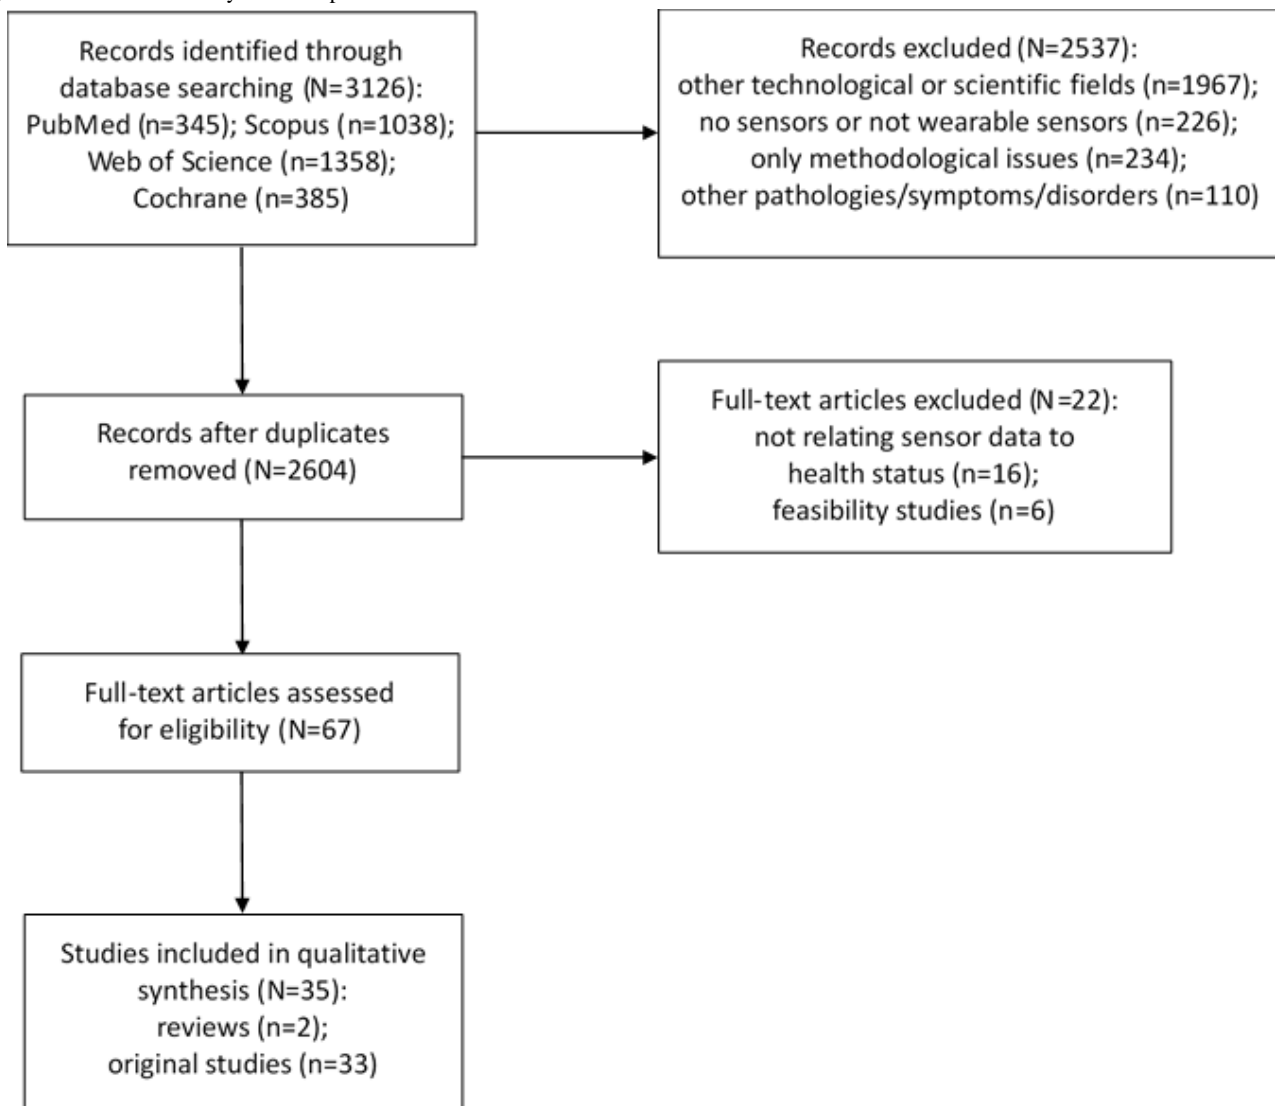 Records identified through
database searching (N=3126):
PubMed (n=345); Scopus (n=1038);
Web of Science (n=1358);
Cochrane (n=385)
Records excluded (N=2537):
other technological or scientific fields (n=1967);
no sensors or not wearable sensors (n=226);
only methodological issues (n=234);
other pathologies/symptoms/disorders (n=110)
Records after duplicates
removed (N=2604)
Full-text articles excluded (N=22):
not relating sensor data to
health status (n=16);
feasibility studies (n=6)
Full-text articles assessed
for eligibility (N=67)
Studies included in qualitative
synthesis (N=35):
reviews (n=2);
original studies (n=33)